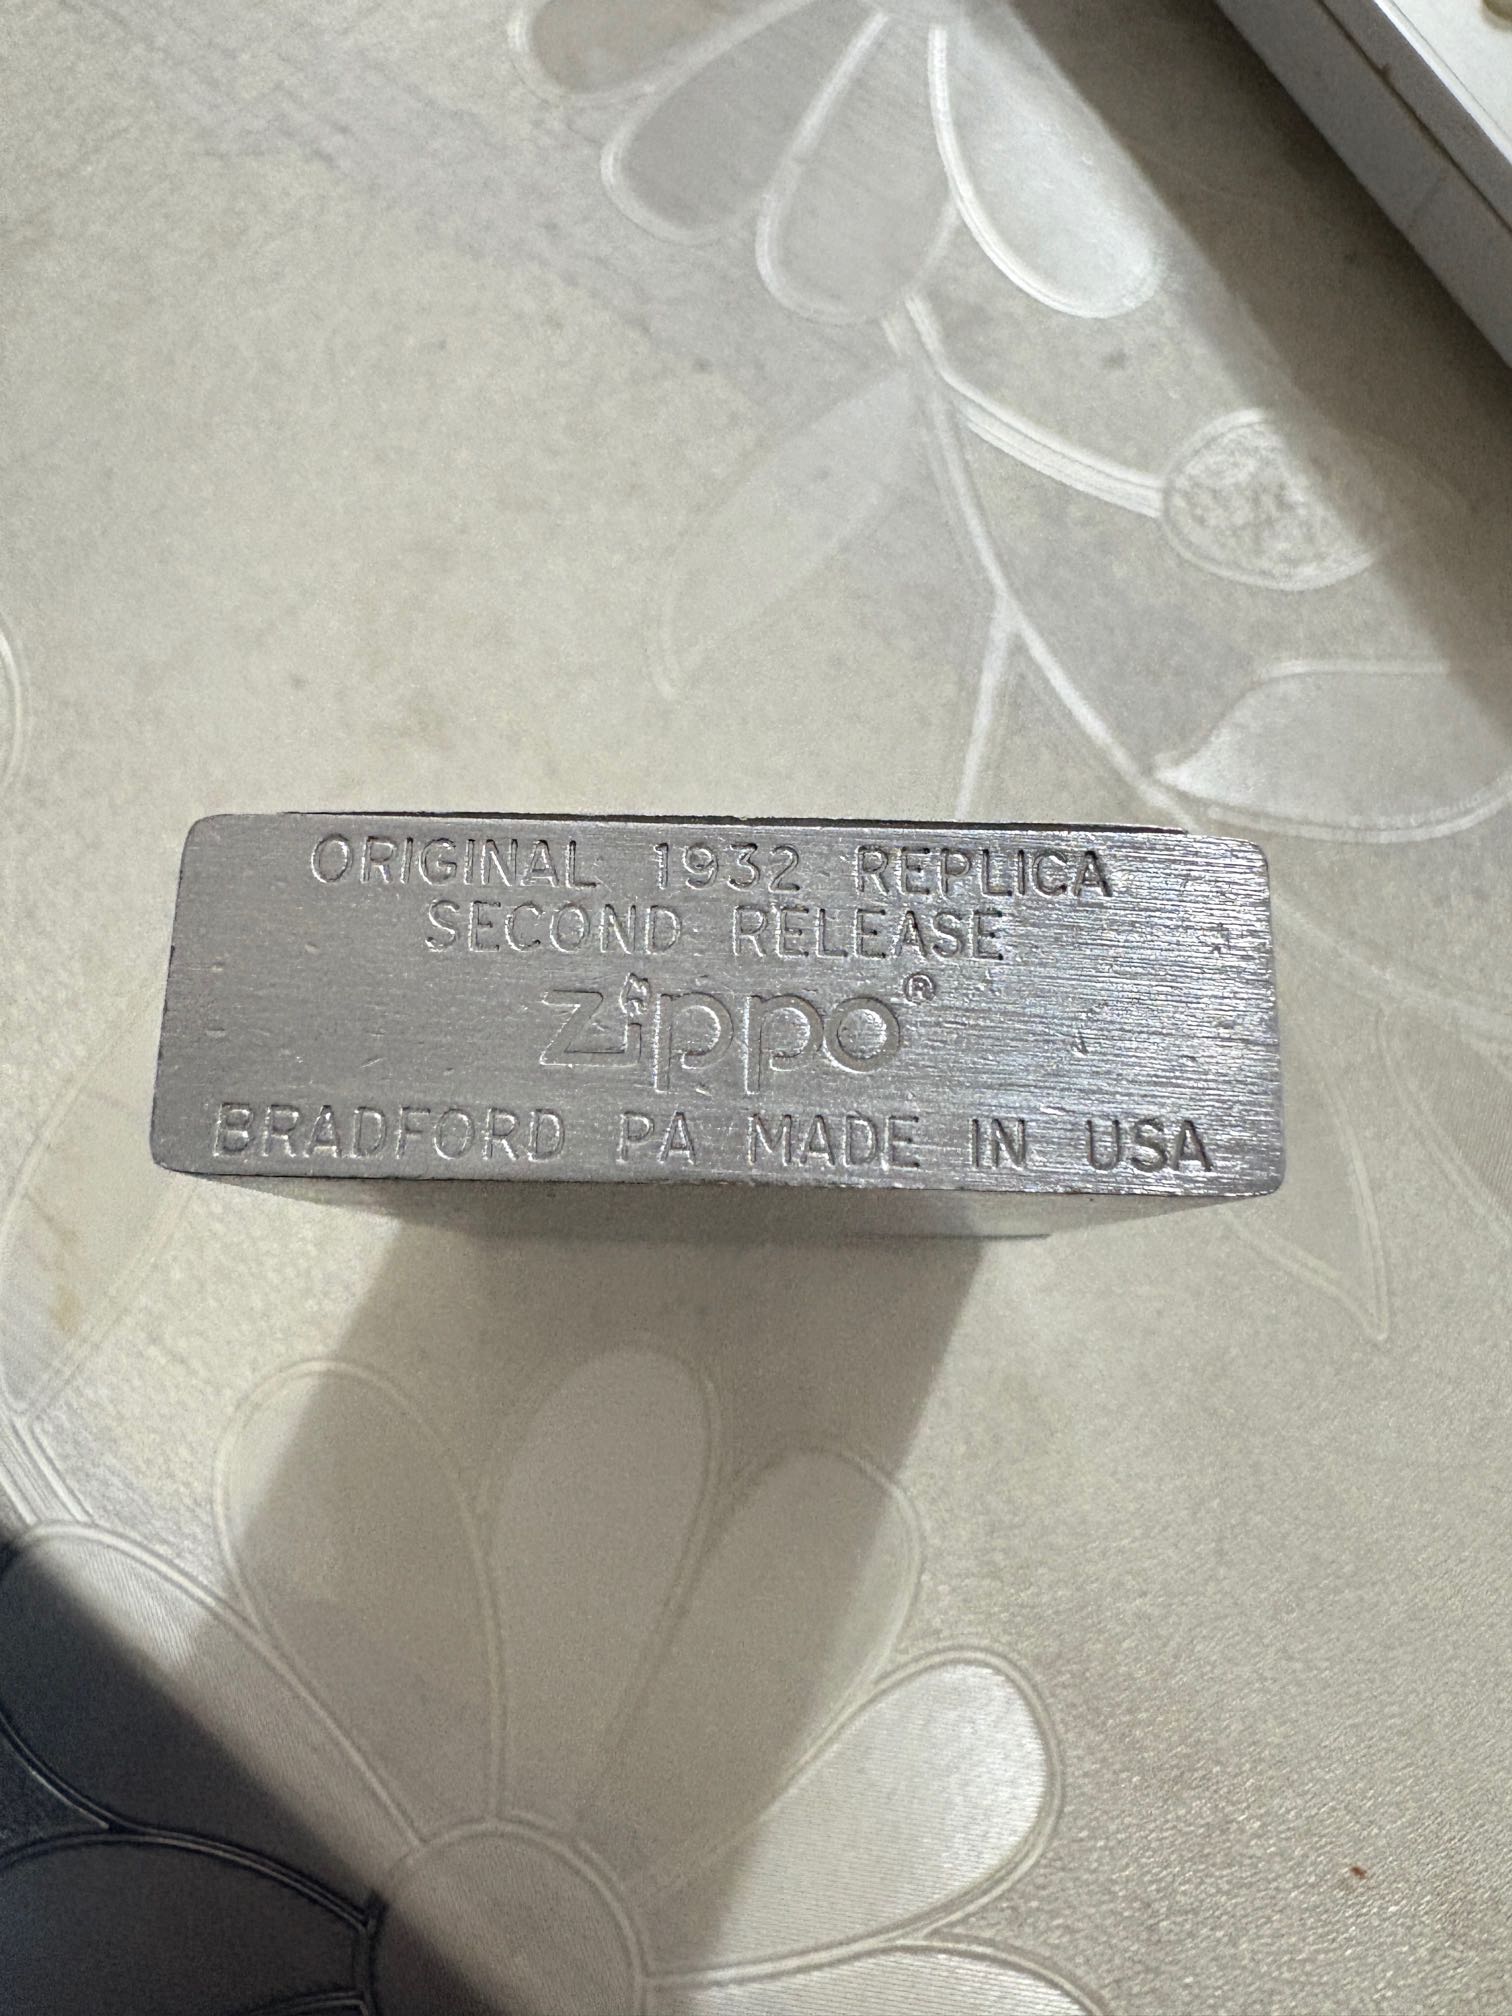 ORIGINAL 1932 REPLICA
SECOND RELEASE
zippo®
BRADFORD PA MADE IN USA